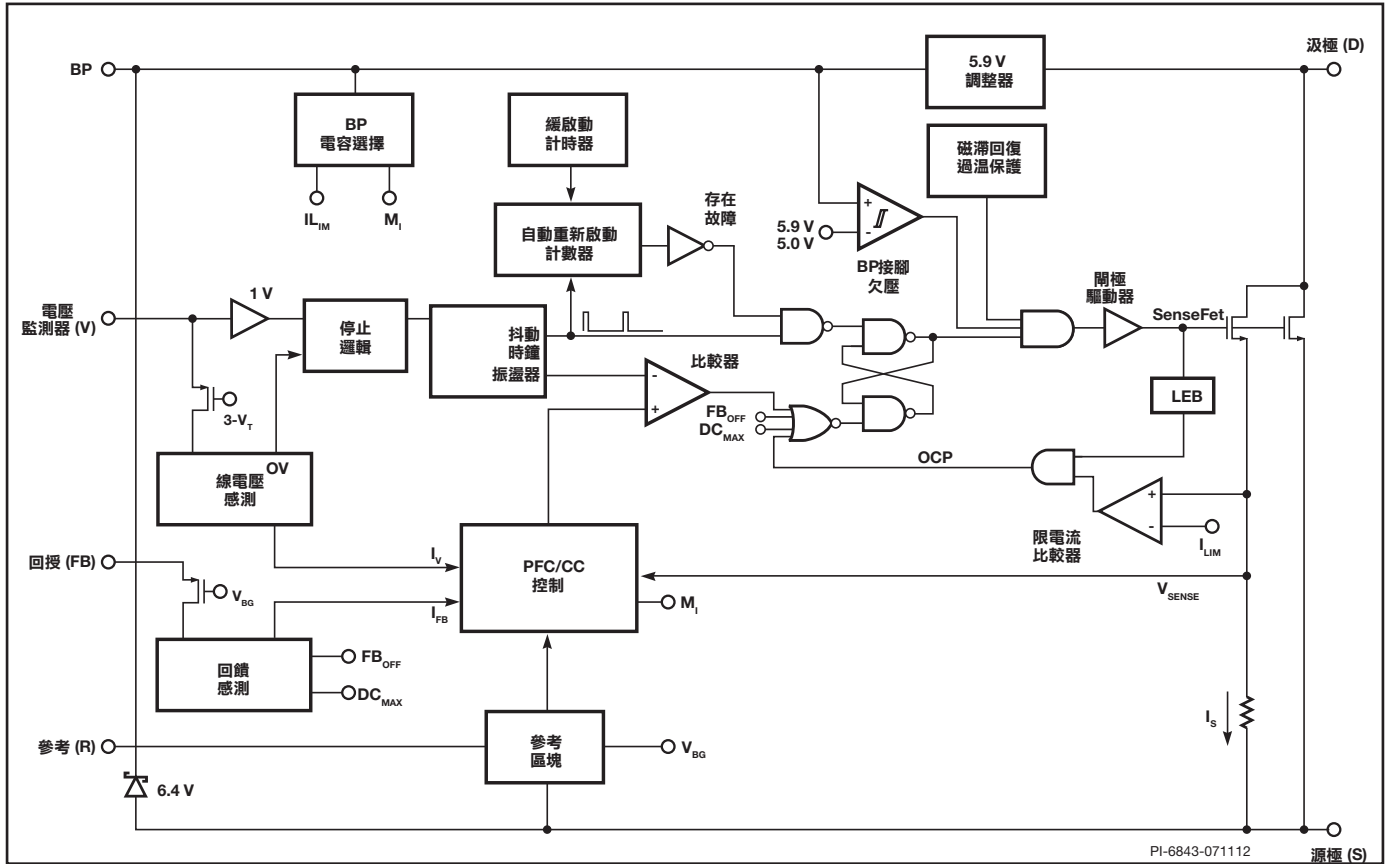 BP
汲極 (D)
5.9 V
調整器
BP
電容選擇
緩啟動
計時器
磁滯回復
過温保護
IL_IM
M_I
自動重新啟動
計數器
存在
故障
+
-
5.9 V
5.0 V
BP接腳
欠壓
閘極
驅動器
電壓
監測器 (V)
1 V
停止
邏輯
抖動
時鐘
振盪器
SenseFet
比較器
-
+
LEB
3-V_T
FB_OFF
DC_MAX
OCP
線電壓
感測
OV
+
-
限電流
比較器
I_LIM
回授 (FB)
I_V
PFC/CC
控制
V_SENSE
V_BG
I_FB
M_I
回饋
感測
FB_OFF
DC_MAX
I_S
參考 (R)
參考
區塊
V_BG
6.4 V
PI-6843-071112
源極 (S)